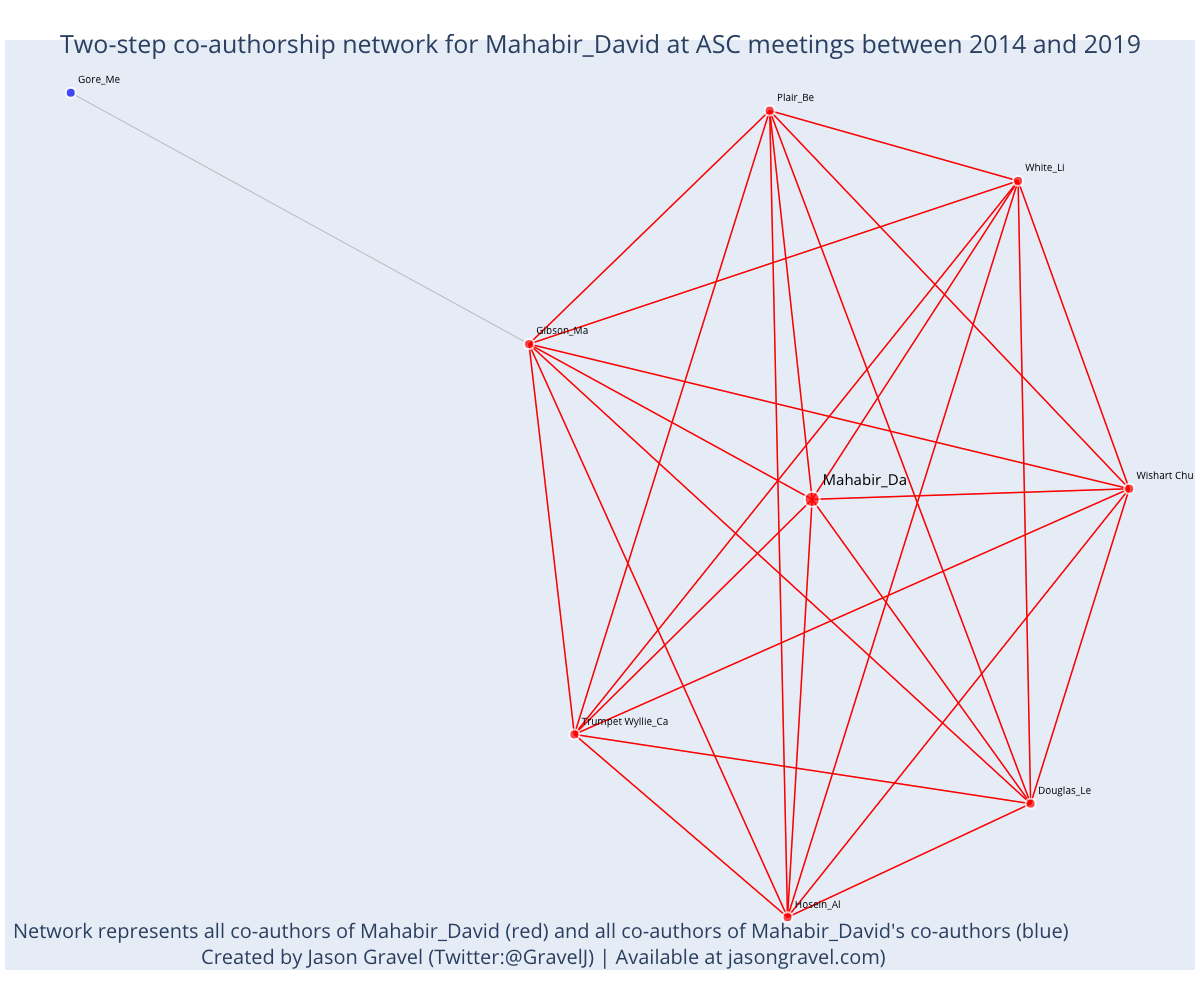 Two-step co-authorship network for Mahabir_David at ASC meetings between 2014 and 2019
Gore_Me
Plair_Be
White_Li
Gibson_Ma
Wishart Chu
Mahabir_Da
Trumpet Wyllie_Ca
Douglas_Le
Hosein_Al
Network represents all co-authors of Mahabir_David (red) and all co-authors of Mahabir_David's co-authors (blue)
Created by Jason Gravel (Twitter:@GravelJ) | Available at jasongravel.com)